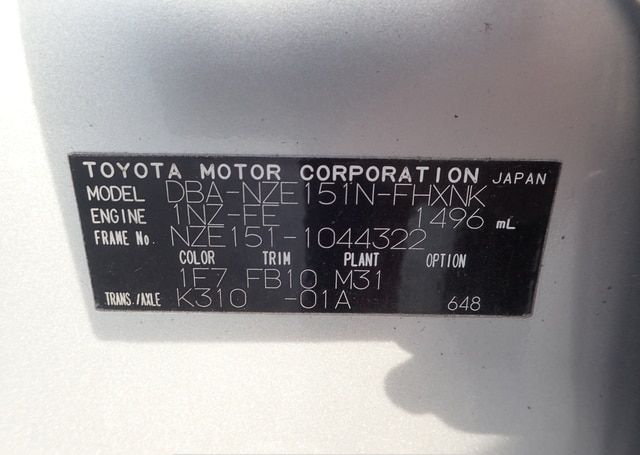 TOYOTA MOTOR CORPORATION JAPAN
MODEL DBA-NZE151N-FHXNK
ENGINE 1NZ-FE 1496 mL
FRAME No. NZE151-1044322
COLOR TRIM PLANT OPTION
1F7 FB10 M31
TRANS./AXLE K310 -01A 648